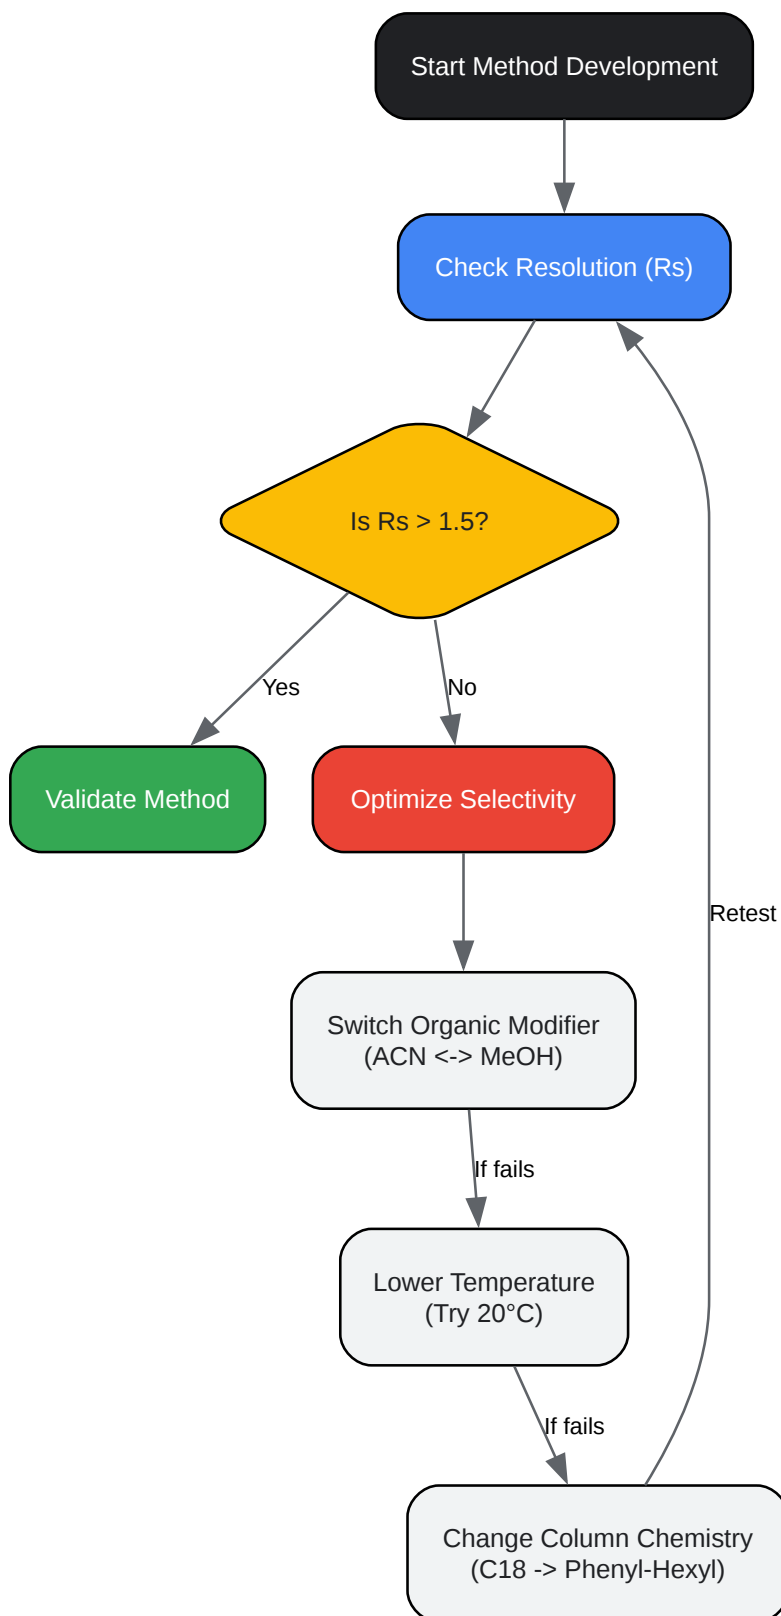 Start Method Development
Check Resolution (Rs)
Is Rs > 1.5?
Yes
No
Validate Method
Optimize Selectivity
Retest
Switch Organic Modifier
(ACN <-> MeOH)
If fails
Lower Temperature
(Try 20°C)
If fails
Change Column Chemistry
(C18 -> Phenyl-Hexyl)